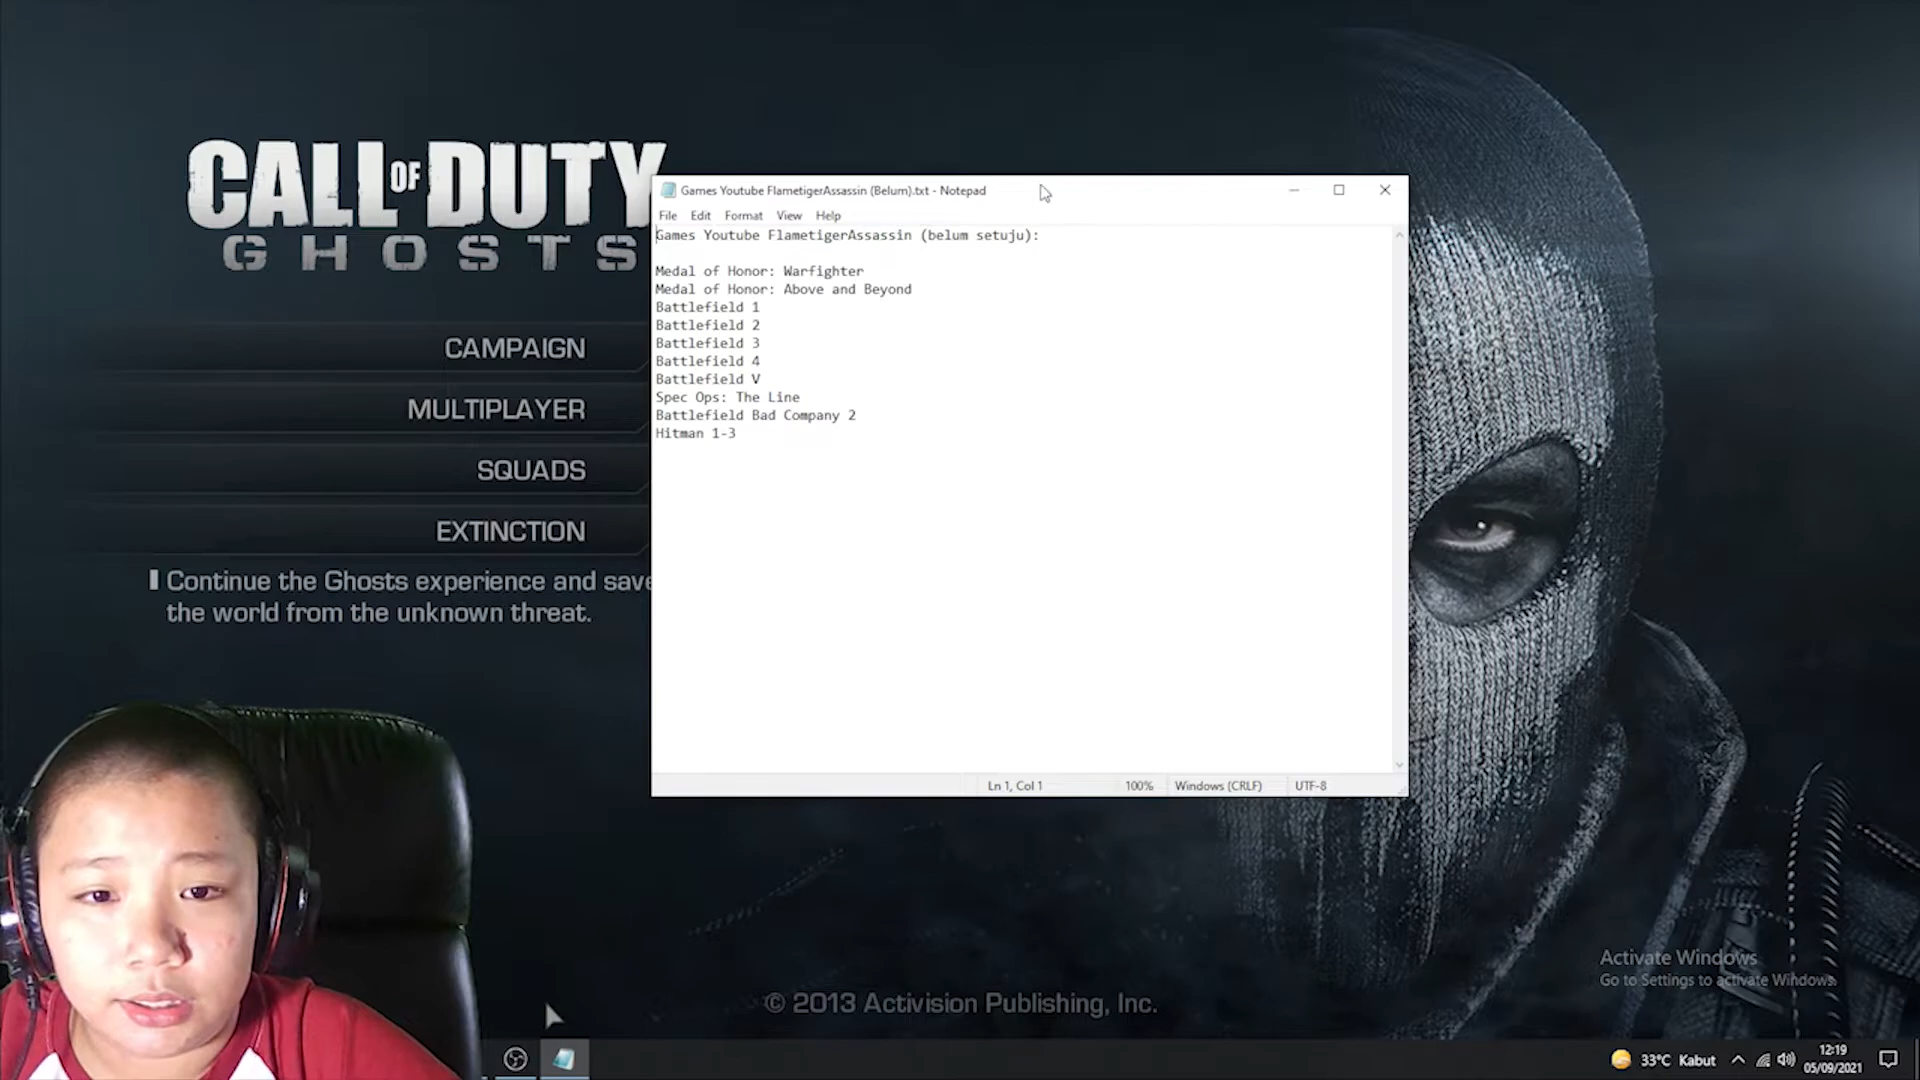 CALL OF DUTY
GHOSTS
CAMPAIGN
MULTIPLAYER
SQUADS
EXTINCTION
Continue the Ghosts experience and save
the world from the unknown threat.
Games Youtube FlametigerAssassin (Belum).txt - Notepad
File Edit Format View Help
Games Youtube FlametigerAssassin (belum setuju):
Medal of Honor: Warfighter
Medal of Honor: Above and Beyond
Battlefield 1
Battlefield 2
Battlefield 3
Battlefield 4
Battlefield V
Spec Ops: The Line
Battlefield Bad Company 2
Hitman 1-3
Ln 1, Col 1 100% Windows (CRLF) UTF-8
Activate Windows
Go to Settings to activate Windows.
© 2013 Activision Publishing, Inc.
33°C Kabut
12:19
05/09/2021